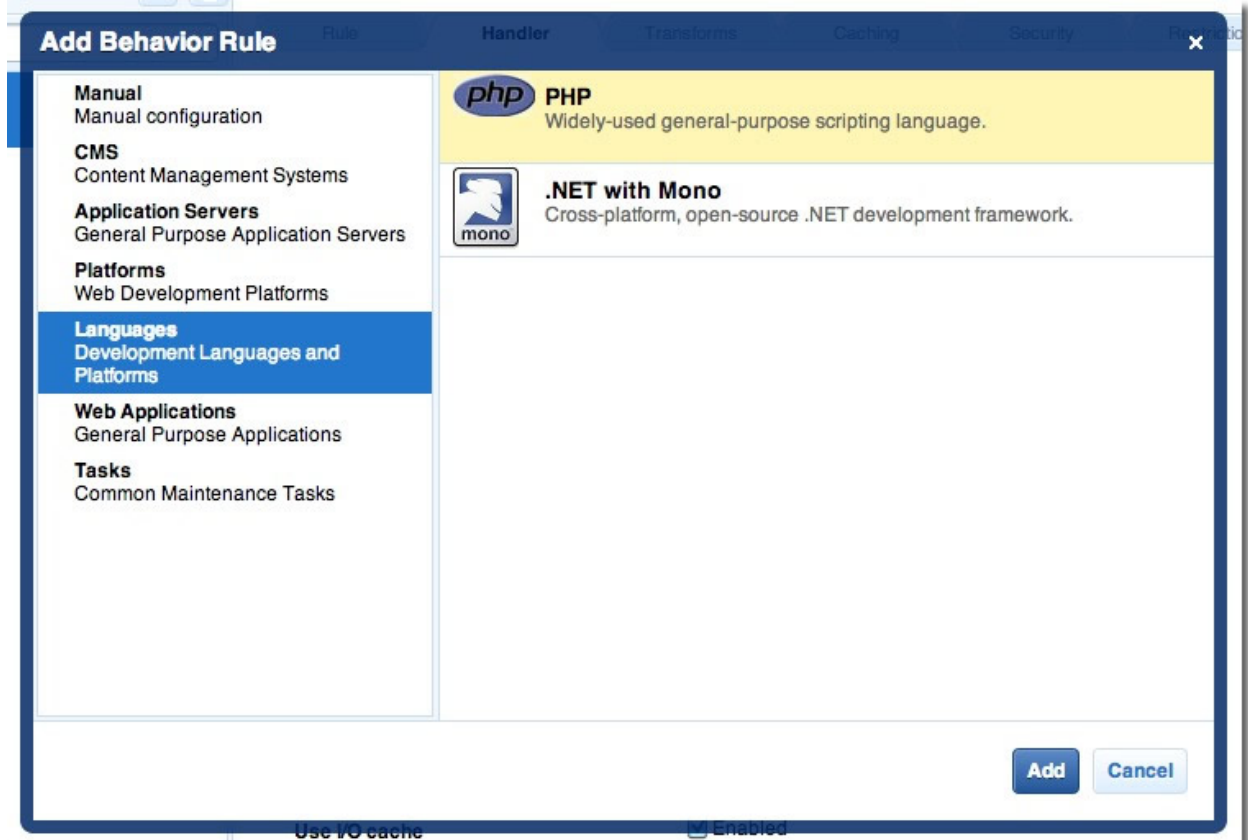 Rule Handler Transforms Caching Security
Add Behavior Rule
Manual
Manual configuration
CMS
Content Management Systems
Application Servers
General Purpose Application Servers
Platforms
Web Development Platforms
Languages
Development Languages and
Platforms
Web Applications
General Purpose Applications
Tasks
Common Maintenance Tasks
php PHP
Widely-used general-purpose scripting language.
.NET with Mono
mono Cross-platform, open-source .NET development framework.
Add Cancel
Use I/O cache Enabled